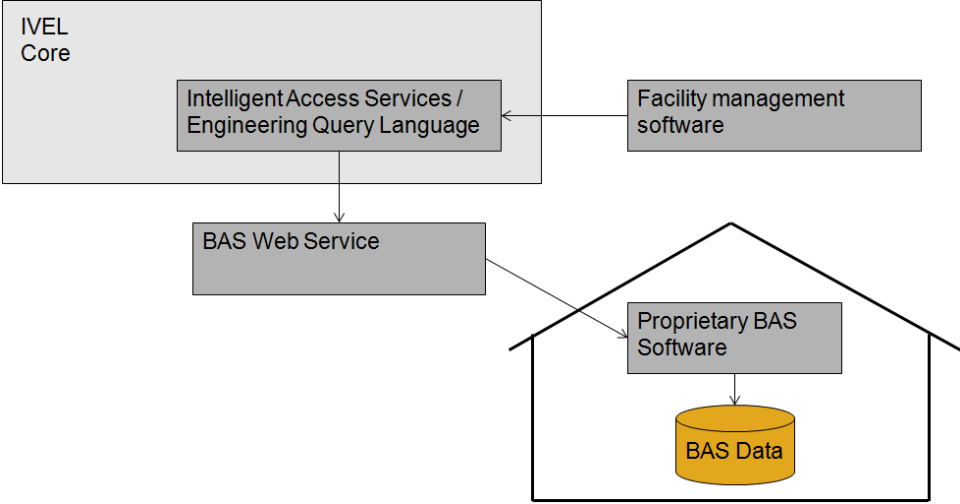 IVEL
Core
Intelligent Access Services /
Engineering Query Language
Facility management
software
BAS Web Service
Proprietary BAS
Software
BAS Data